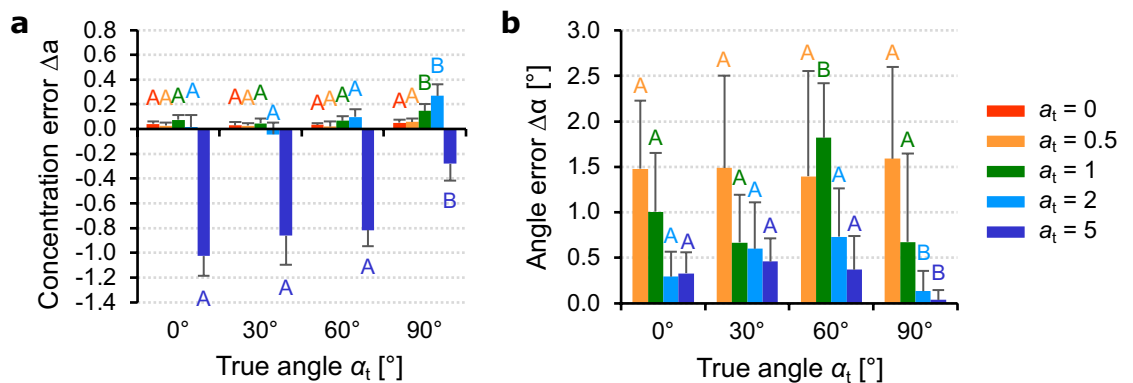 a
Concentration error Δa
0.8
0.6
0.4
0.2
0.0
-0.2
-0.4
-0.6
-0.8
-1.0
-1.2
-1.4
A A A A
A A A A
A A A A
A A B B
A
A
A
B
0° 30° 60° 90°
True angle αt [°]
b
Angle error Δα [°]
3.0
2.5
2.0
1.5
1.0
0.5
0.0
A A A A
A A A A
A B A A
A A B B
0° 30° 60° 90°
True angle αt [°]
at = 0
at = 0.5
at = 1
at = 2
at = 5